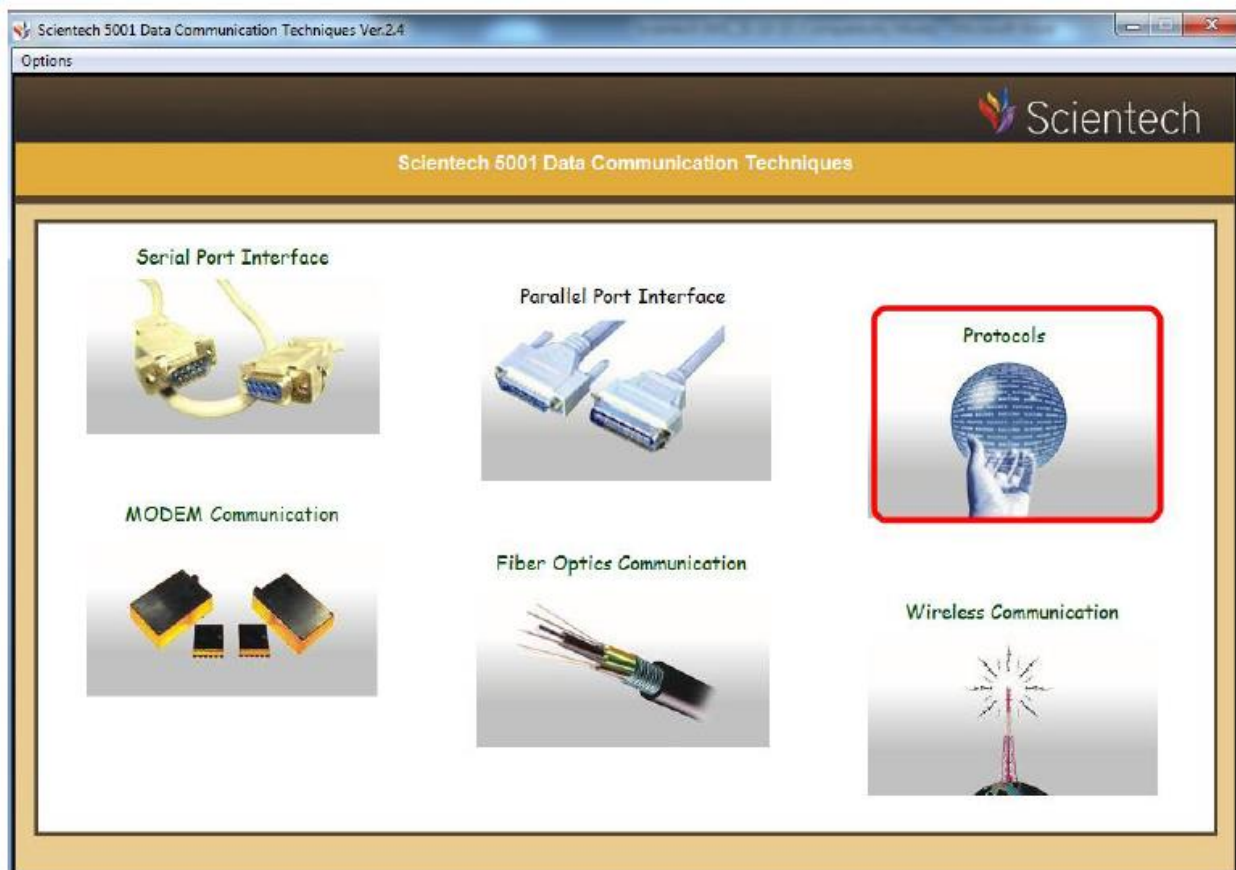 Scientech 5001 Data Communication Techniques Ver.2.4
Options
Scientech
Scientech 5001 Data Communication Techniques
Serial Port Interface
Parallel Port Interface
Protocols
MODEM Communication
Fiber Optics Communication
Wireless Communication